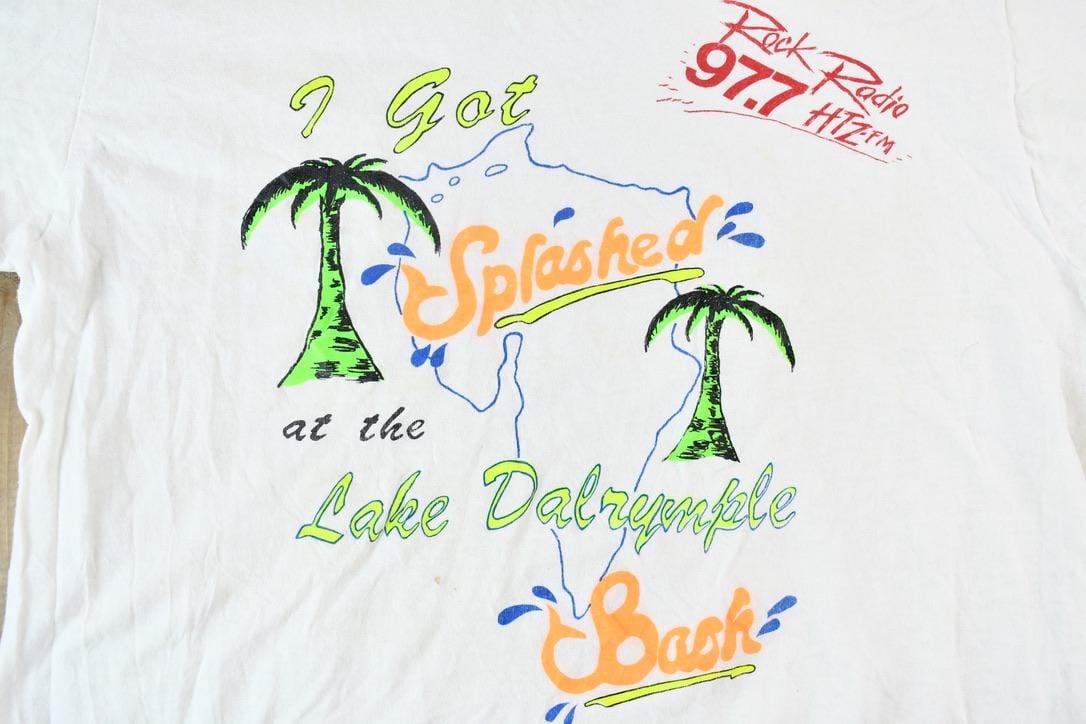 Rock Radio
97.7 HTZ-FM
I Got
Splashed
at the
Lake Dalrymple
Bash